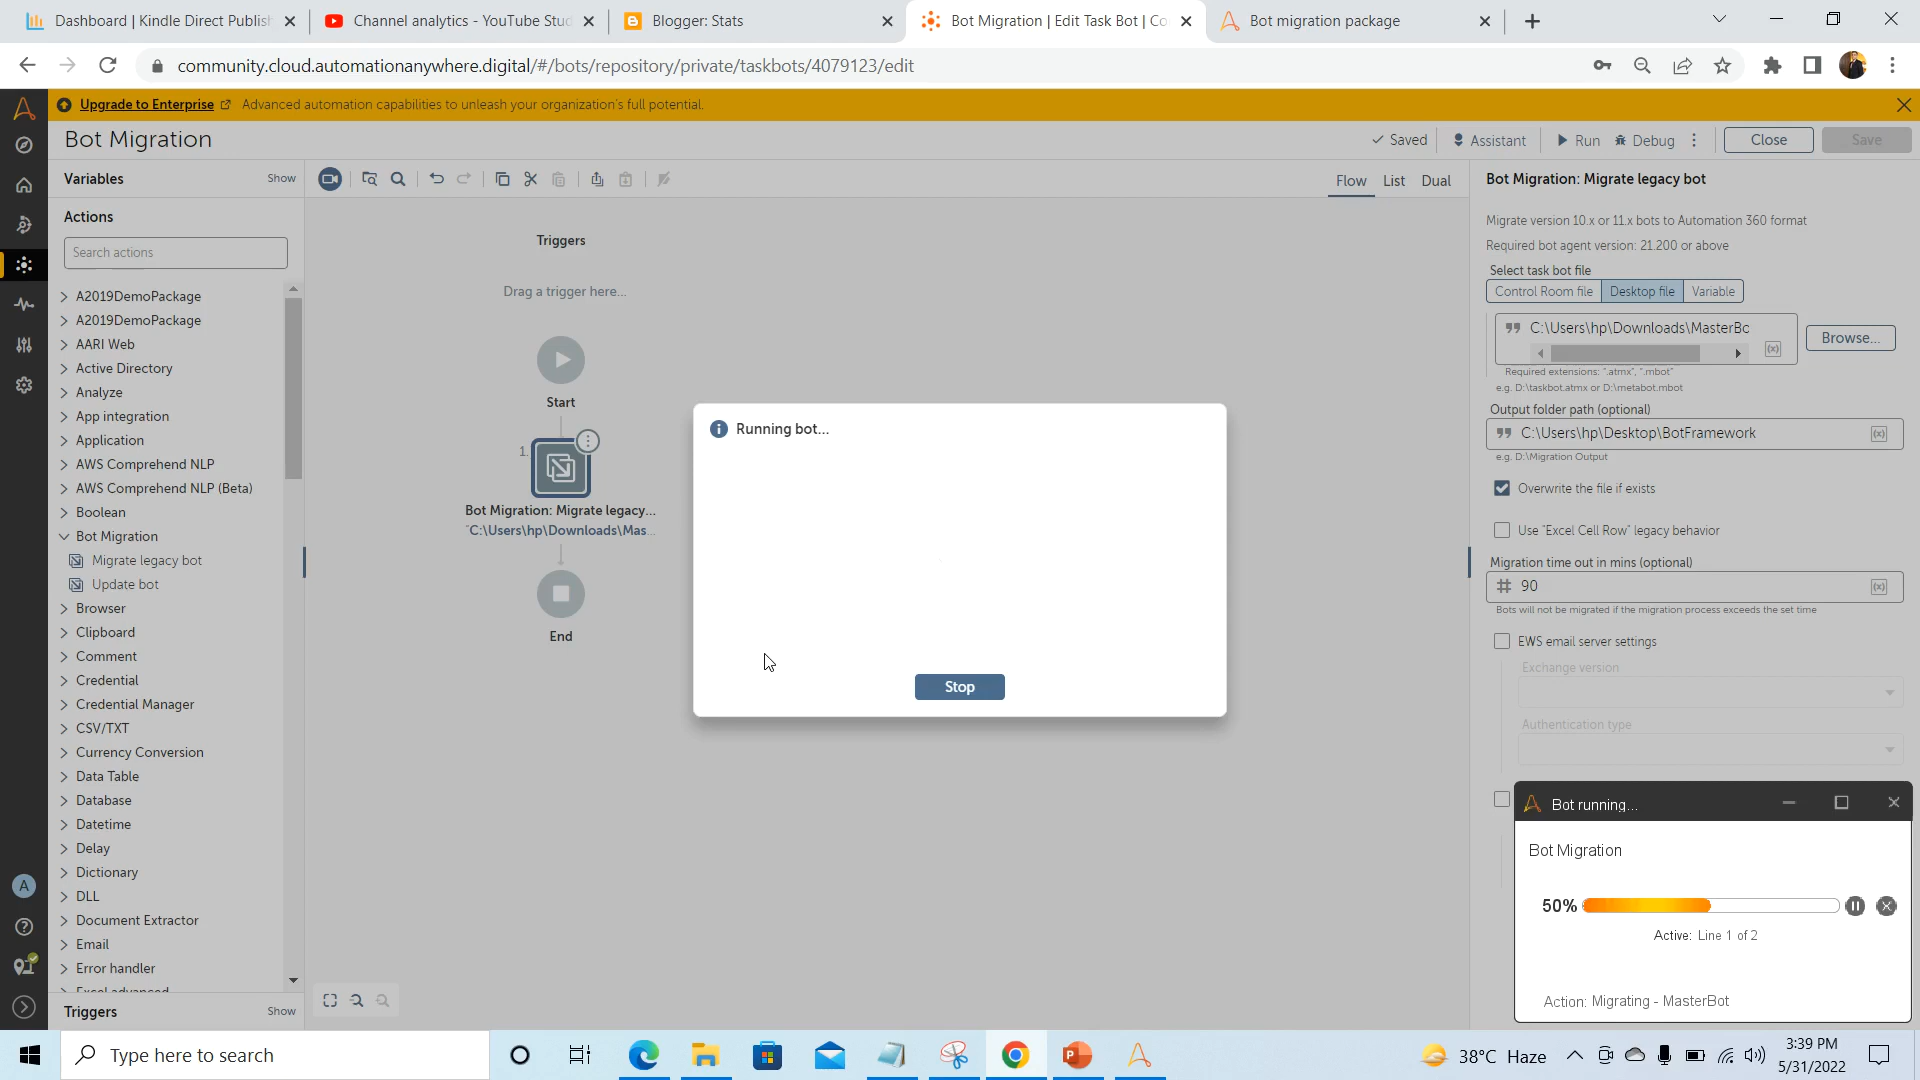 Dashboard | Kindle Direct Publish
Channel analytics - YouTube Stud
Blogger: Stats
Bot Migration | Edit Task Bot | Co
Bot migration package
community.cloud.automationanywhere.digital/#/bots/repository/private/taskbots/4079123/edit
Upgrade to Enterprise Advanced automation capabilities to unleash your organization's full potential.
Bot Migration
Saved
Assistant
Run
Debug
Close
Save
Variables
Show
Flow
List
Dual
Actions
Search actions
A2019DemoPackage
A2019DemoPackage
AARI Web
Active Directory
Analyze
App integration
Application
AWS Comprehend NLP
AWS Comprehend NLP (Beta)
Boolean
Bot Migration
Migrate legacy bot
Update bot
Browser
Clipboard
Comment
Credential
Credential Manager
CSV/TXT
Currency Conversion
Data Table
Database
Datetime
Delay
Dictionary
DLL
Document Extractor
Email
Error handler
Excel advanced
Triggers
Show
A
Triggers
Drag a trigger here...
Start
1.
Bot Migration: Migrate legacy...
"C:\Users\hp\Downloads\Mas...
End
Running bot...
Stop
Bot Migration: Migrate legacy bot
Migrate version 10.x or 11.x bots to Automation 360 format
Required bot agent version: 21.200 or above
Select task bot file
Control Room file
Desktop file
Variable
C:\Users\hp\Downloads\MasterBo
(x)
Browse...
Required extensions: ".atmx", ".mbot"
e.g. D:\taskbot.atmx or D:\metabot.mbot
Output folder path (optional)
C:\Users\hp\Desktop\BotFramework
(x)
e.g. D:\Migration Output
Overwrite the file if exists
Use "Excel Cell Row" legacy behavior
Migration time out in mins (optional)
90
(x)
Bots will not be migrated if the migration process exceeds the set time
EWS email server settings
Exchange version
Authentication type
Bot running...
Bot Migration
50%
Active: Line 1 of 2
Action: Migrating - MasterBot
Type here to search
38°C Haze
3:39 PM
5/31/2022